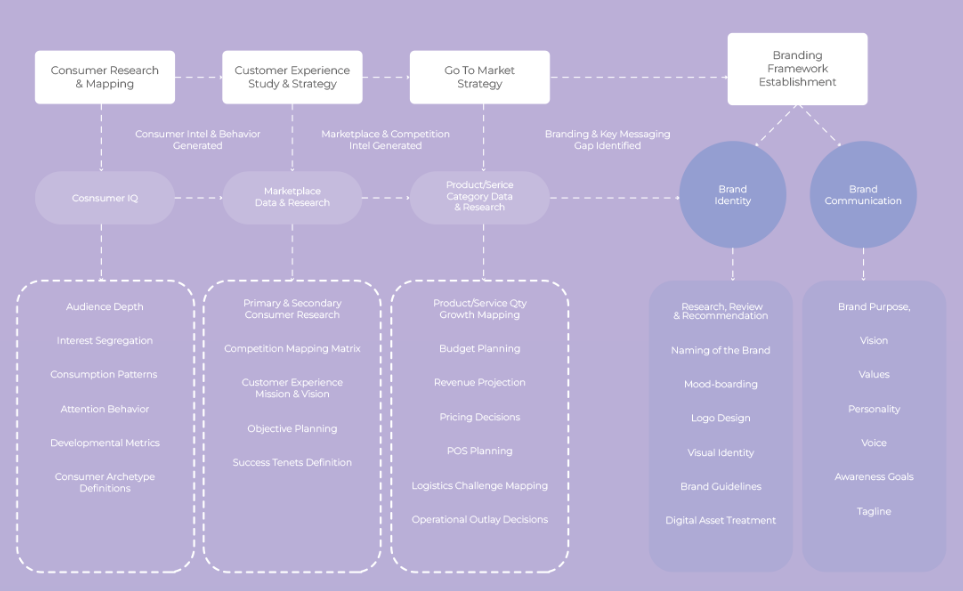 Consumer Research
& Mapping
Customer Experience
Study & Strategy
Go To Market
Strategy
Branding
Framework
Establishment
Consumer Intel & Behavior
Generated
Marketplace & Competition
Intel Generated
Branding & Key Messaging
Gap Identified
Cosnsumer IQ
Marketplace
Data & Research
Product/Serice
Category Data
& Research
Brand
Identity
Brand
Communication
Audience Depth
Interest Segregation
Consumption Patterns
Attention Behavior
Developmental Metrics
Consumer Archetype
Definitions
Primary & Secondary
Consumer Research
Competition Mapping Matrix
Customer Experience
Mission & Vision
Objective Planning
Success Tenets Definition
Product/Service Qty
Growth Mapping
Budget Planning
Revenue Projection
Pricing Decisions
POS Planning
Logistics Challenge Mapping
Operational Outlay Decisions
Research, Review
& Recommendation
Naming of the Brand
Mood-boarding
Logo Design
Visual Identity
Brand Guidelines
Digital Asset Treatment
Brand Purpose,
Vision
Values
Personality
Voice
Awareness Goals
Tagline